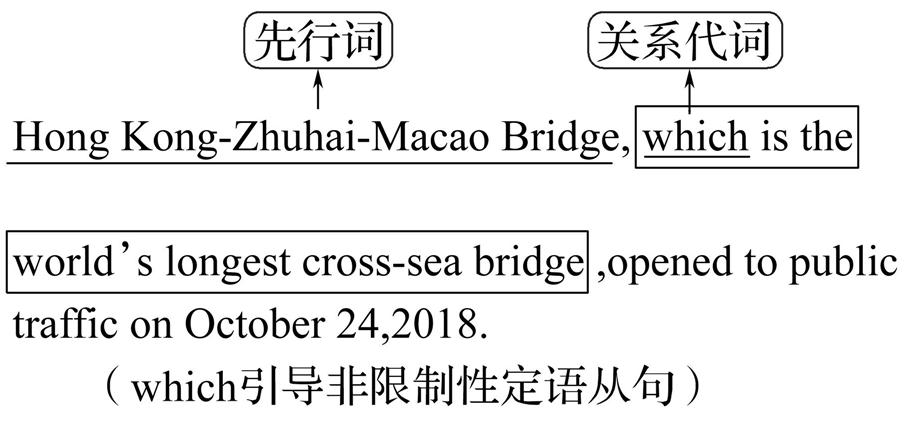 先行词 关系代词
Hong Kong-Zhuhai-Macao Bridge, which is the
world’s longest cross-sea bridge ,opened to public
traffic on October 24,2018.
（which引导非限制性定语从句）